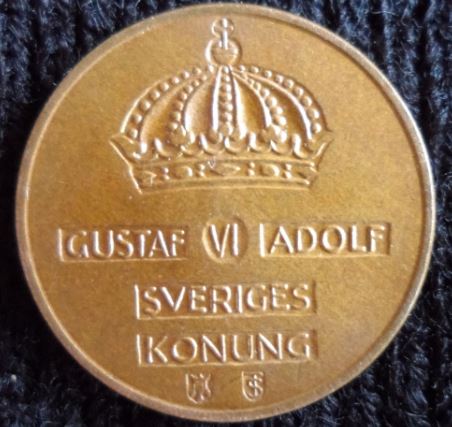 GUSTAF VI ADOLF
SVERIGES
KONUNG